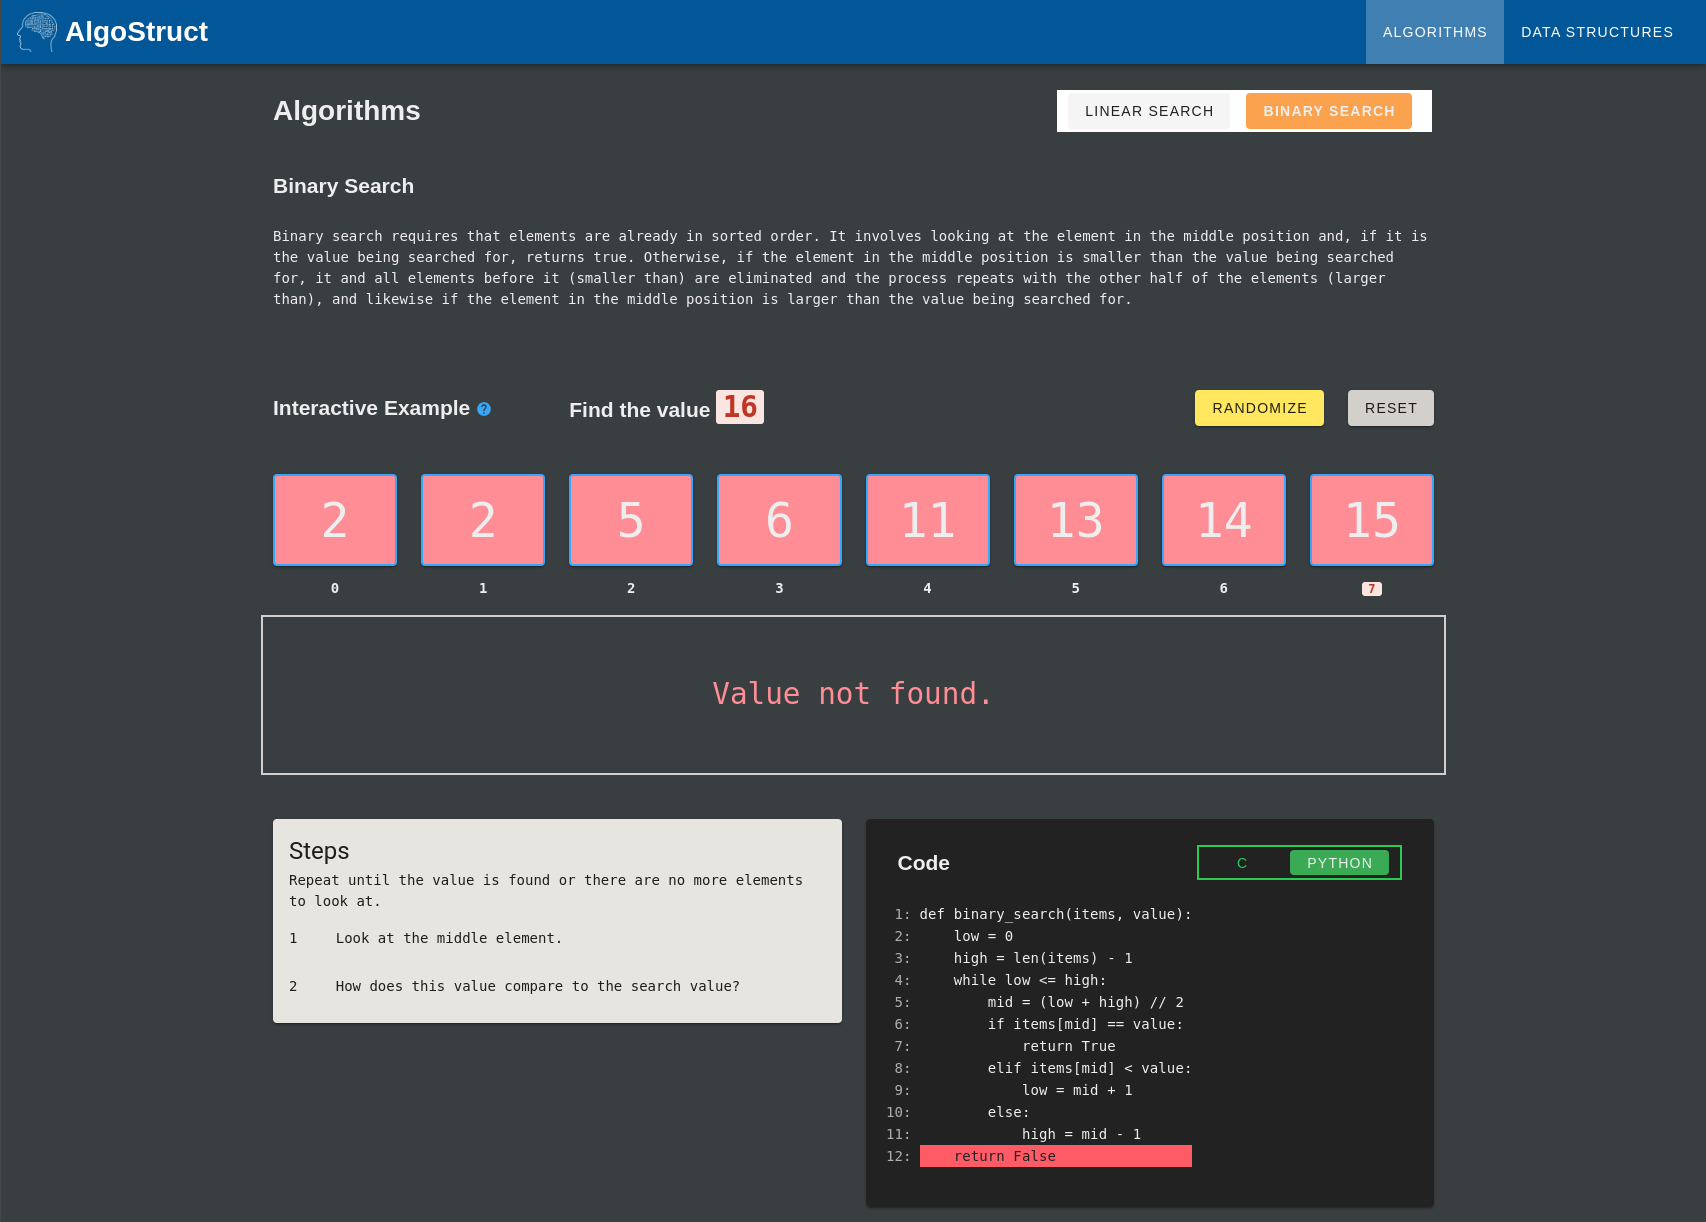 AlgoStruct
ALGORITHMS
DATA STRUCTURES
Algorithms
LINEAR SEARCH
BINARY SEARCH
Binary Search
Binary search requires that elements are already in sorted order. It involves looking at the element in the middle position and, if it is
the value being searched for, returns true. Otherwise, if the element in the middle position is smaller than the value being searched
for, it and all elements before it (smaller than) are eliminated and the process repeats with the other half of the elements (larger
than), and likewise if the element in the middle position is larger than the value being searched for.
Interactive Example ?
Find the value 16
RANDOMIZE
RESET
2 2 5 6 11 13 14 15
0 1 2 3 4 5 6 7
Value not found.
Steps
Repeat until the value is found or there are no more elements
to look at.
1 Look at the middle element.
2 How does this value compare to the search value?
Code
C
PYTHON
1: def binary_search(items, value):
2:     low = 0
3:     high = len(items) - 1
4:     while low <= high:
5:         mid = (low + high) // 2
6:         if items[mid] == value:
7:             return True
8:         elif items[mid] < value:
9:             low = mid + 1
10:         else:
11:             high = mid - 1
12:     return False